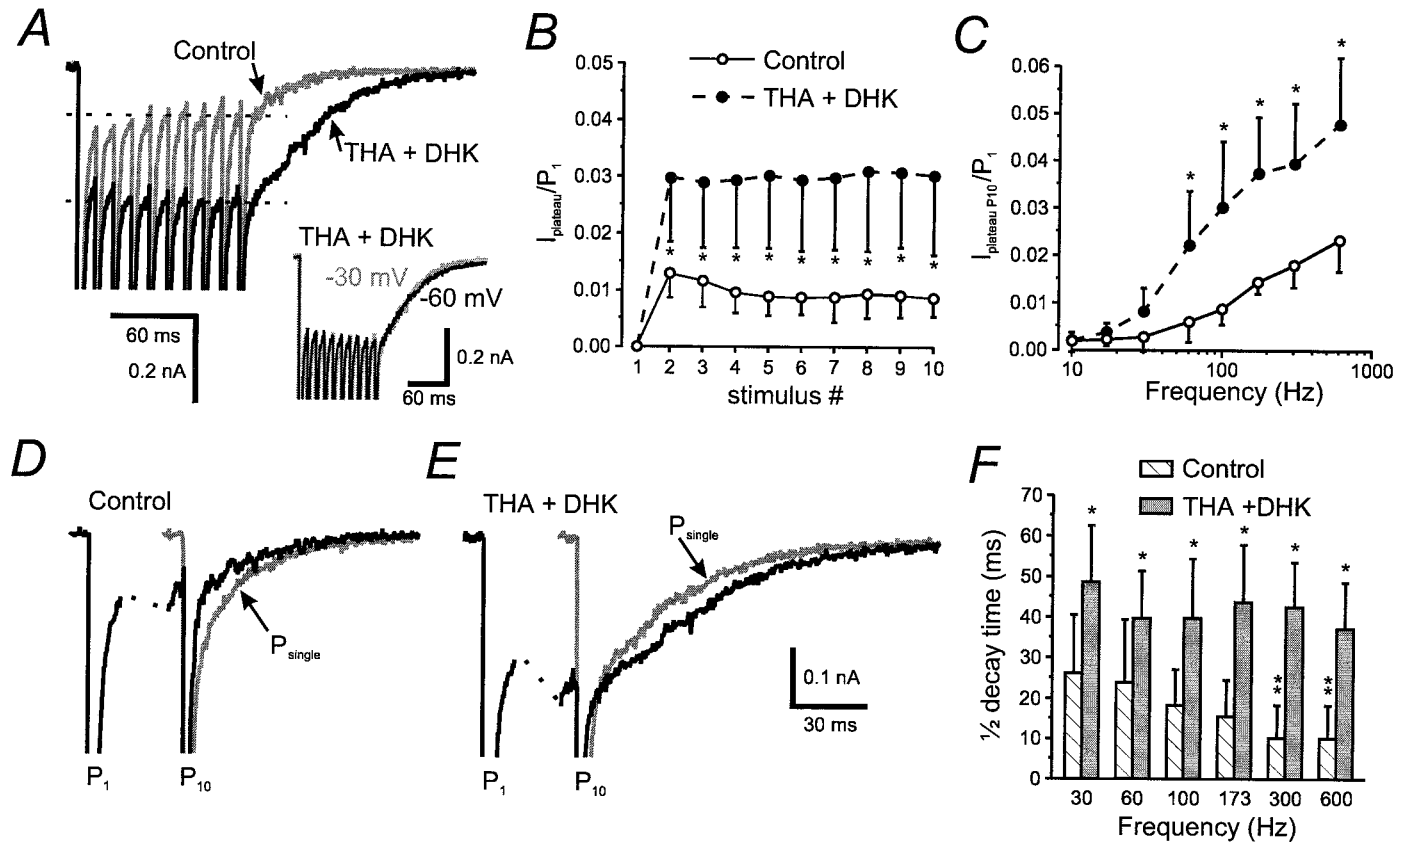 A
Control
THA + DHK
THA + DHK
-30 mV
-60 mV
60 ms
0.2 nA
0.2 nA
60 ms
B
Control
THA + DHK
0.05
0.04
0.03
0.02
0.01
0.00
Iplateau/P1
* * * * * * * * *
1 2 3 4 5 6 7 8 9 10
stimulus #
C
0.06
0.05
0.04
0.03
0.02
0.01
0.00
Iplateau P10/P1
* * * * *
10 100 1000
Frequency (Hz)
D
Control
Psingle
P1
P10
E
THA + DHK
Psingle
P1
P10
0.1 nA
30 ms
F
Control
THA +DHK
70
60
50
40
30
20
10
0
½ decay time (ms)
* * * * * *
** **
30 60 100 173 300 600
Frequency (Hz)